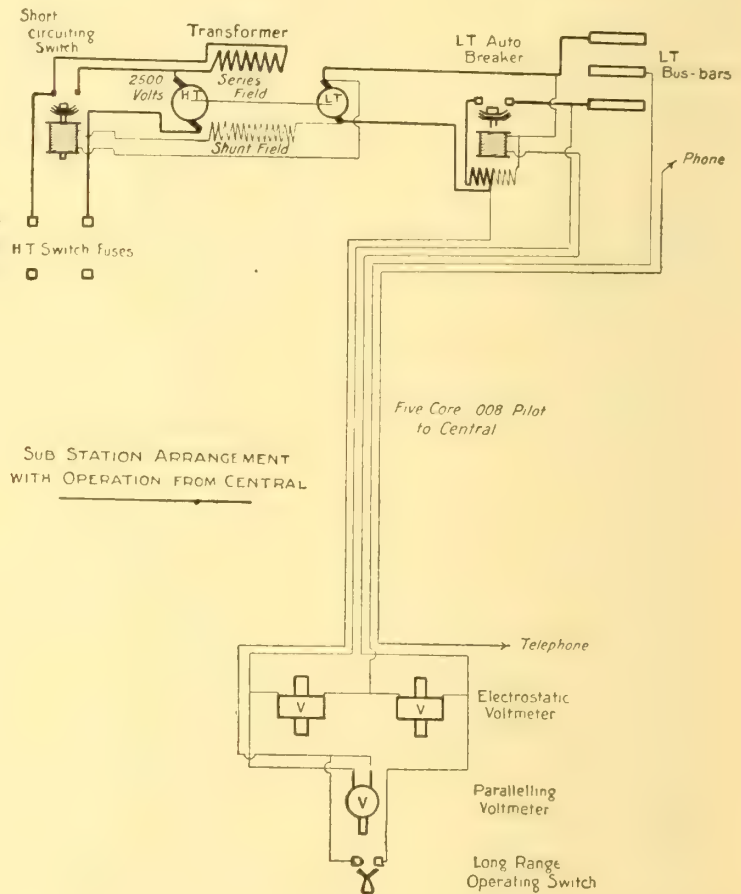 Short
Circuiting
Switch
Transformer
2500
Volts
Series
Field
HT
LT
Shunt Field
LT Auto
Breaker
LT
Bus-bars
Phone
HT Switch Fuses
Five Core 008 Pilot
to Central
SUB STATION ARRANGEMENT
WITH OPERATION FROM CENTRAL
Telephone
V
V
Electrostatic
Voltmeter
V
Parallelling
Voltmeter
Long Range
Operating Switch